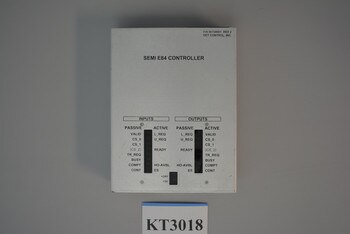 SEMI E84 CONTROLLER
INPUTS OUTPUTS
PASSIVE ACTIVE PASSIVE ACTIVE
VALID L_REQ L_REQ VALID
CS_0 U_REQ U_REQ CS_0
CS_1 CS_1
READY READY
TR_REQ TR_REQ
BUSY BUSY
COMPT HO-AVBL HO-AVBL COMPT
CONT ES ES CONT
KT3018